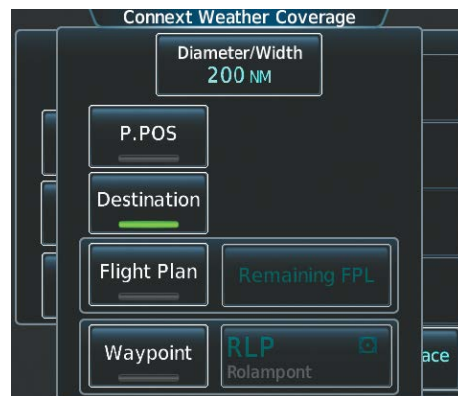 Connext Weather Coverage
Diameter/Width
200 NM
P.POS
Destination
Flight Plan
Remaining FPL
Waypoint
RLP
Rolampont
ace